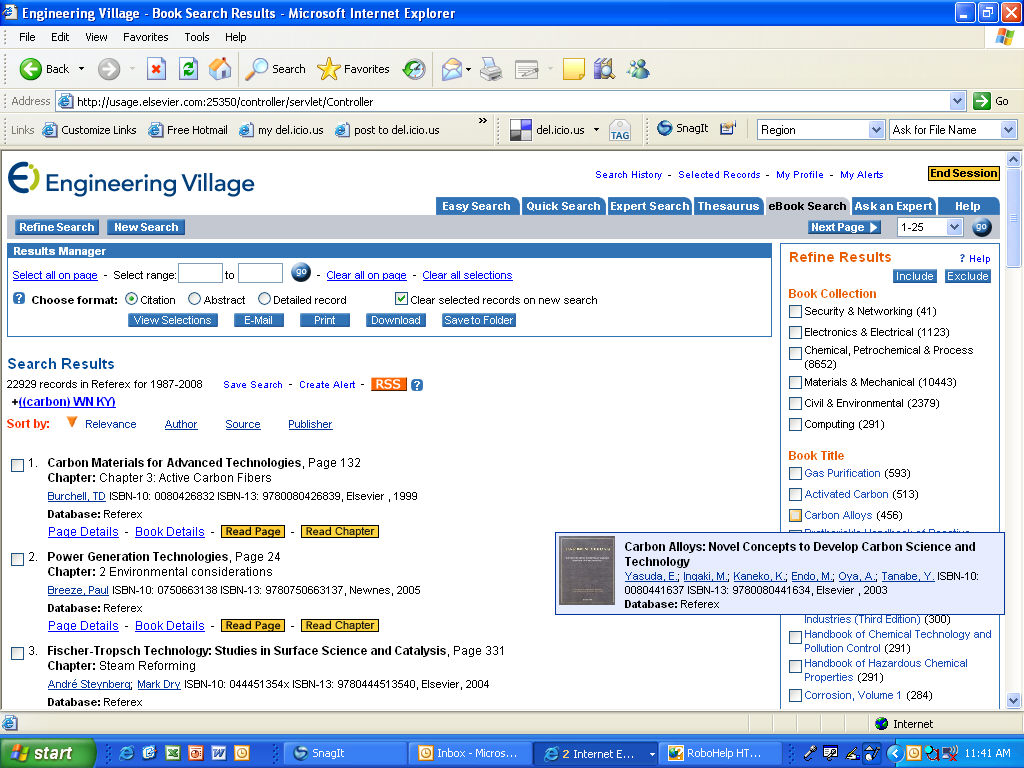 Engineering Village - Book Search Results - Microsoft Internet Explorer
File Edit View Favorites Tools Help
Back Search Favorites
Address http://usage.elsevier.com:25350/controller/servlet/Controller Go
Links Customize Links Free Hotmail my del.icio.us post to del.icio.us » del.icio.us TAG SnagIt Region Ask for File Name
Engineering Village
Search History - Selected Records - My Profile - My Alerts End Session
Easy Search Quick Search Expert Search Thesaurus eBook Search Ask an Expert Help
Refine Search New Search Next Page 1-25 go
Results Manager
Select all on page - Select range: to go - Clear all on page - Clear all selections
? Choose format: Citation Abstract Detailed record Clear selected records on new search
View Selections E-Mail Print Download Save to Folder
Search Results
22929 records in Referex for 1987-2008 Save Search - Create Alert - RSS ?
+((carbon) WN KY)
Sort by: Relevance Author Source Publisher
1. Carbon Materials for Advanced Technologies, Page 132
Chapter: Chapter 3: Active Carbon Fibers
Burchell, TD ISBN-10: 0080426832 ISBN-13: 9780080426839, Elsevier , 1999
Database: Referex
Page Details - Book Details - Read Page - Read Chapter
2. Power Generation Technologies, Page 24
Chapter: 2 Environmental considerations
Breeze, Paul ISBN-10: 0750663138 ISBN-13: 9780750663137, Newnes, 2005
Database: Referex
Page Details - Book Details - Read Page - Read Chapter
3. Fischer-Tropsch Technology: Studies in Surface Science and Catalysis, Page 331
Chapter: Steam Reforming
André Steynberg; Mark Dry ISBN-10: 044451354x ISBN-13: 9780444513540, Elsevier, 2004
Database: Referex
Refine Results ? Help
Include Exclude
Book Collection
Security & Networking (41)
Electronics & Electrical (1123)
Chemical, Petrochemical & Process
(8652)
Materials & Mechanical (10443)
Civil & Environmental (2379)
Computing (291)
Book Title
Gas Purification (593)
Activated Carbon (513)
Carbon Alloys (456)
Carbon Alloys: Novel Concepts to Develop Carbon Science and
Technology
Yasuda, E.; Inqaki, M.; Kaneko, K.; Endo, M.; Oya, A.; Tanabe, Y. ISBN-10:
0080441637 ISBN-13: 9780080441634, Elsevier , 2003
Database: Referex
Industries (Third Edition) (300)
Handbook of Chemical Technology and
Pollution Control (291)
Handbook of Hazardous Chemical
Properties (291)
Corrosion, Volume 1 (284)
Internet
start SnagIt Inbox - Micros... 2 Internet E... RoboHelp HT... 11:41 AM